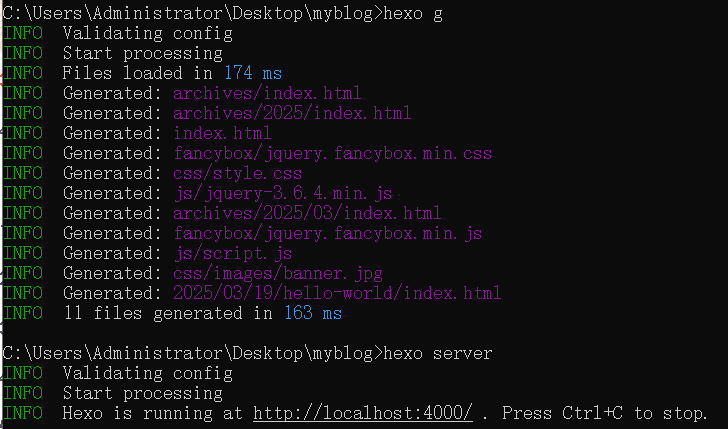 C:\Users\Administrator\Desktop\myblog>hexo g
INFO  Validating config
INFO  Start processing
INFO  Files loaded in 174 ms
INFO  Generated: archives/index.html
INFO  Generated: archives/2025/index.html
INFO  Generated: index.html
INFO  Generated: fancybox/jquery.fancybox.min.css
INFO  Generated: css/style.css
INFO  Generated: js/jquery-3.6.4.min.js
INFO  Generated: archives/2025/03/index.html
INFO  Generated: fancybox/jquery.fancybox.min.js
INFO  Generated: js/script.js
INFO  Generated: css/images/banner.jpg
INFO  Generated: 2025/03/19/hello-world/index.html
INFO  11 files generated in 163 ms
C:\Users\Administrator\Desktop\myblog>hexo server
INFO  Validating config
INFO  Start processing
INFO  Hexo is running at http://localhost:4000/ . Press Ctrl+C to stop.